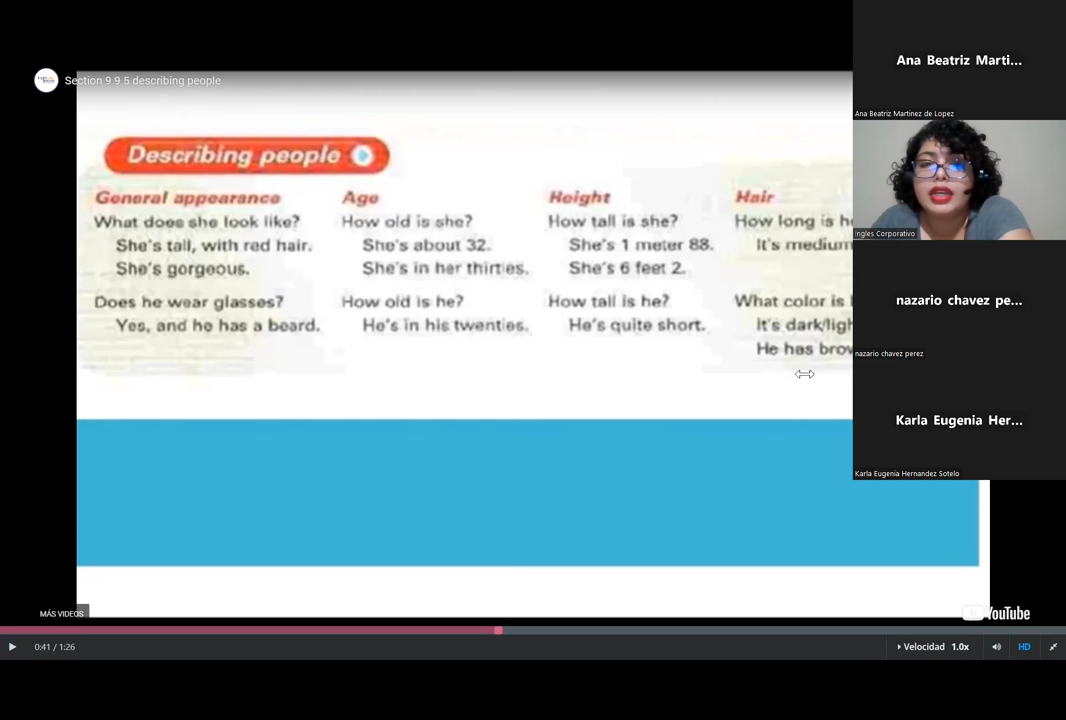 Section 9 9 5 describing people
Describing people
General appearance
What does she look like?
She's tall, with red hair.
She's gorgeous.
Does he wear glasses?
Yes, and he has a beard.
Age
How old is she?
She's about 32.
She's in her thirties.
How old is he?
He's in his twenties.
Height
How tall is she?
She's 1 meter 88.
She's 6 feet 2.
How tall is he?
He's quite short.
Hair
How long is
It's medium
What color is
It's dark/
He has
Ana Beatriz Marti...
Ana Beatriz Martinez de Lopez
Ingles Corporativo
nazario chavez pe...
nazario chavez perez
Karla Eugenia Her...
Karla Eugenia Hernandez Sotelo
MÁS VIDEOS
YouTube
0:41 / 1:26
Velocidad 1.0x
HD